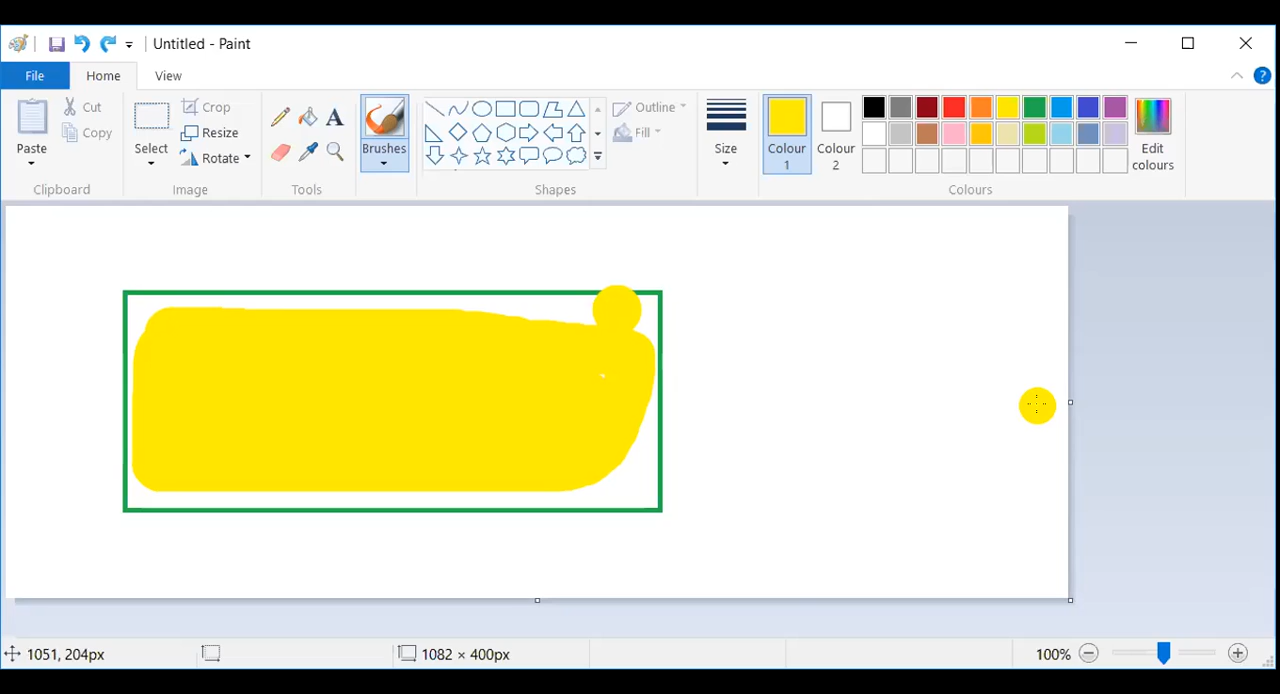 Untitled - Paint
File Home View
Paste
Cut
Copy
Clipboard
Select
Crop
Resize
Rotate
Image
A
Tools
Brushes
Outline
Fill
Shapes
Size
Colour
1
Colour
2
Edit
colours
Colours
?
1051, 204px
1082 × 400px
100%